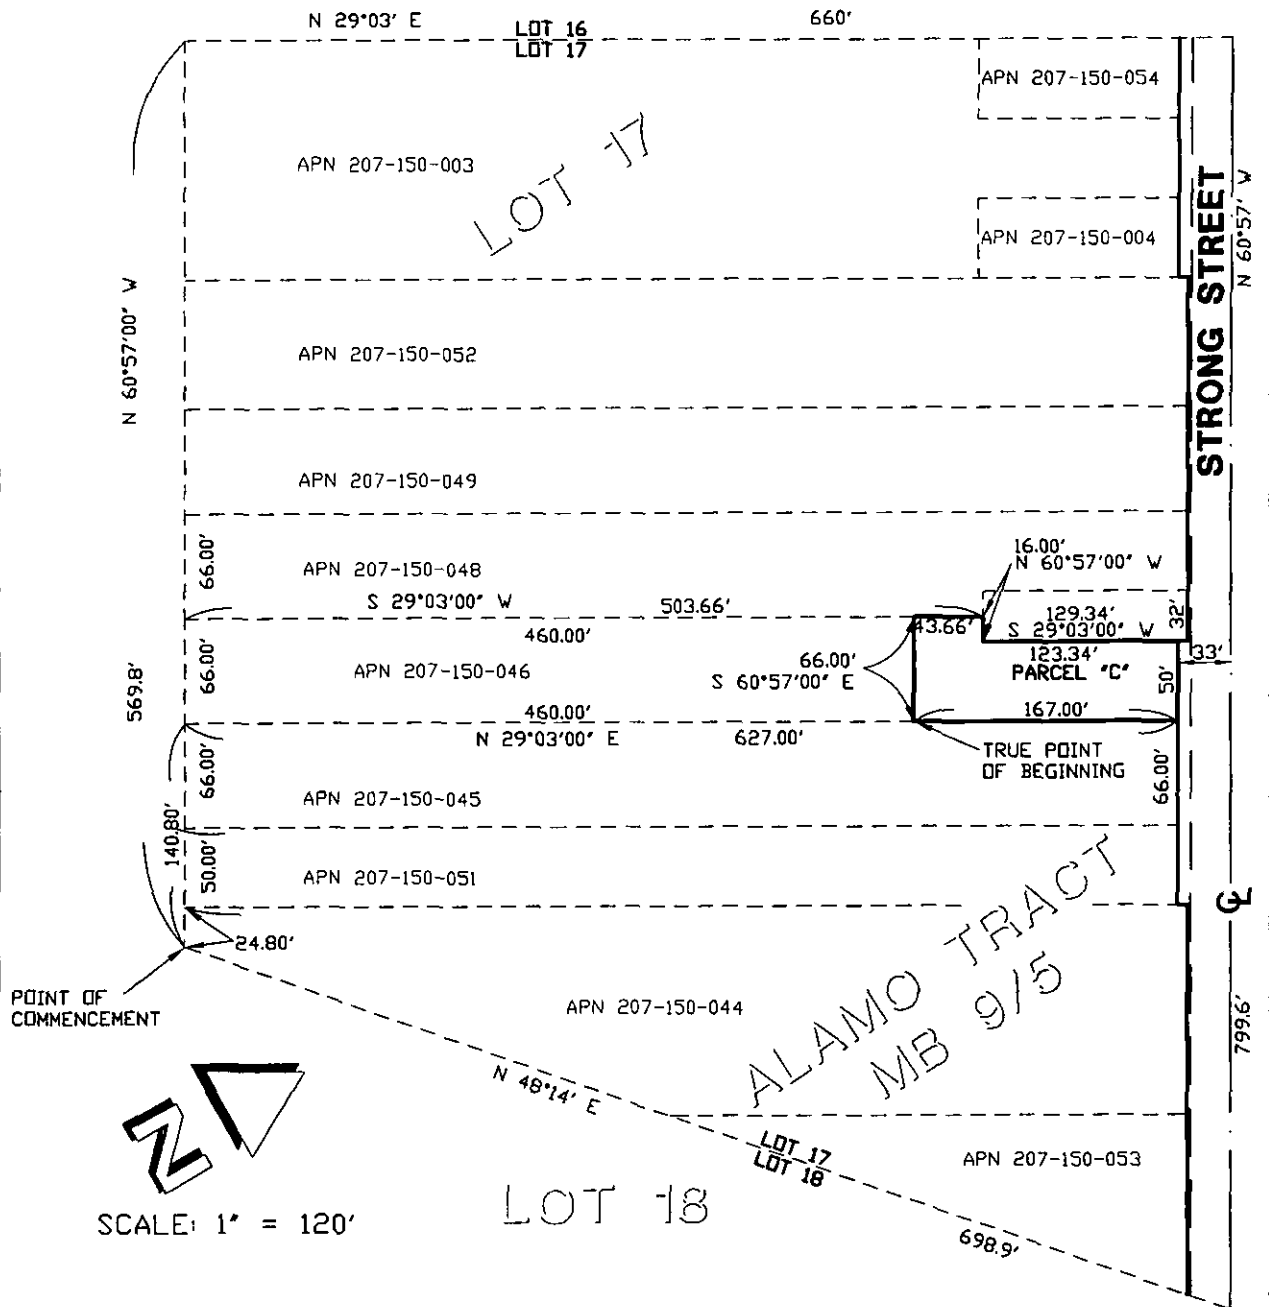 N 29°03' E
660'
LOT 16
LOT 17
APN 207-150-054
APN 207-150-003
LOT 17
APN 207-150-004
STRONG STREET
N 60°57' W
N 60°57'00" W
APN 207-150-052
APN 207-150-049
16.00'
N 60°57'00" W
66.00'
APN 207-150-048
S 29°03'00" W
503.66'
129.34'
32'
43.66'
S 29°03'00" W
460.00'
123.34'
33'
66.00'
APN 207-150-046
66.00'
S 60°57'00" E
PARCEL "C"
50'
569.8'
460.00'
167.00'
N 29°03'00" E
627.00'
TRUE POINT
OF BEGINNING
66.00'
APN 207-150-045
66.00'
140.80'
50.00'
APN 207-150-051
24.80'
POINT OF
COMMENCEMENT
APN 207-150-044
ALAMO TRACT
MB 9/5
℄
799.6'
N 48°14' E
LOT 17
LOT 18
APN 207-150-053
N
SCALE: 1" = 120'
LOT 18
698.9'